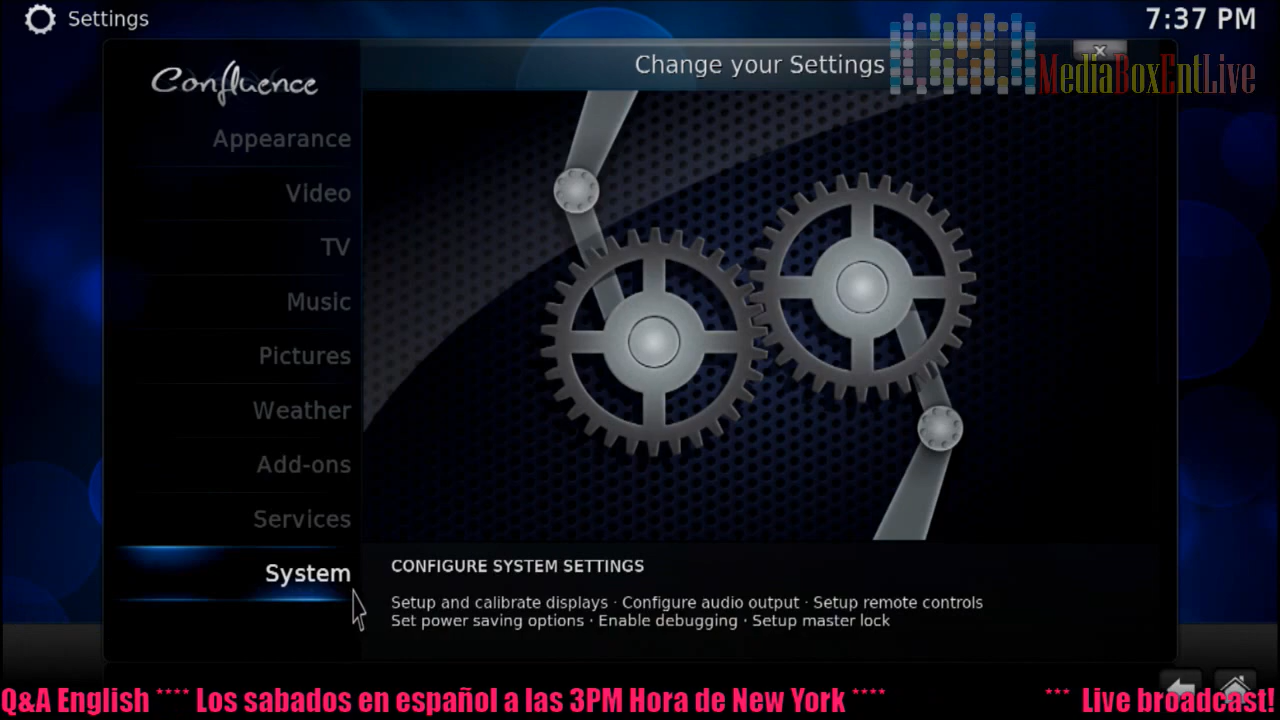 Settings
7:37 PM
Change your Settings
MediaBoxEntLive
Confluence
Appearance
Video
TV
Music
Pictures
Weather
Add-ons
Services
System
CONFIGURE SYSTEM SETTINGS
Setup and calibrate displays · Configure audio output · Setup remote controls
Set power saving options · Enable debugging · Setup master lock
Q&A English **** Los sabados en español a las 3PM Hora de New York **** *** Live broadcast!